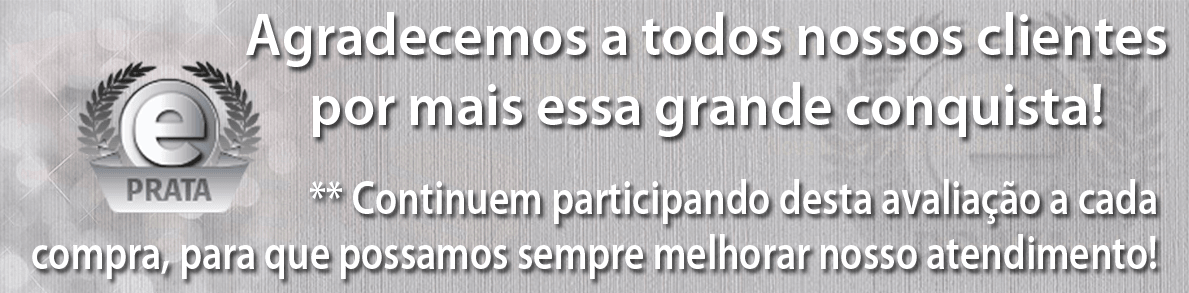 Agradecemos a todos nossos clientes
por mais essa grande conquista!
e
PRATA
** Continuem participando desta avaliação a cada
compra, para que possamos sempre melhorar nosso atendimento!